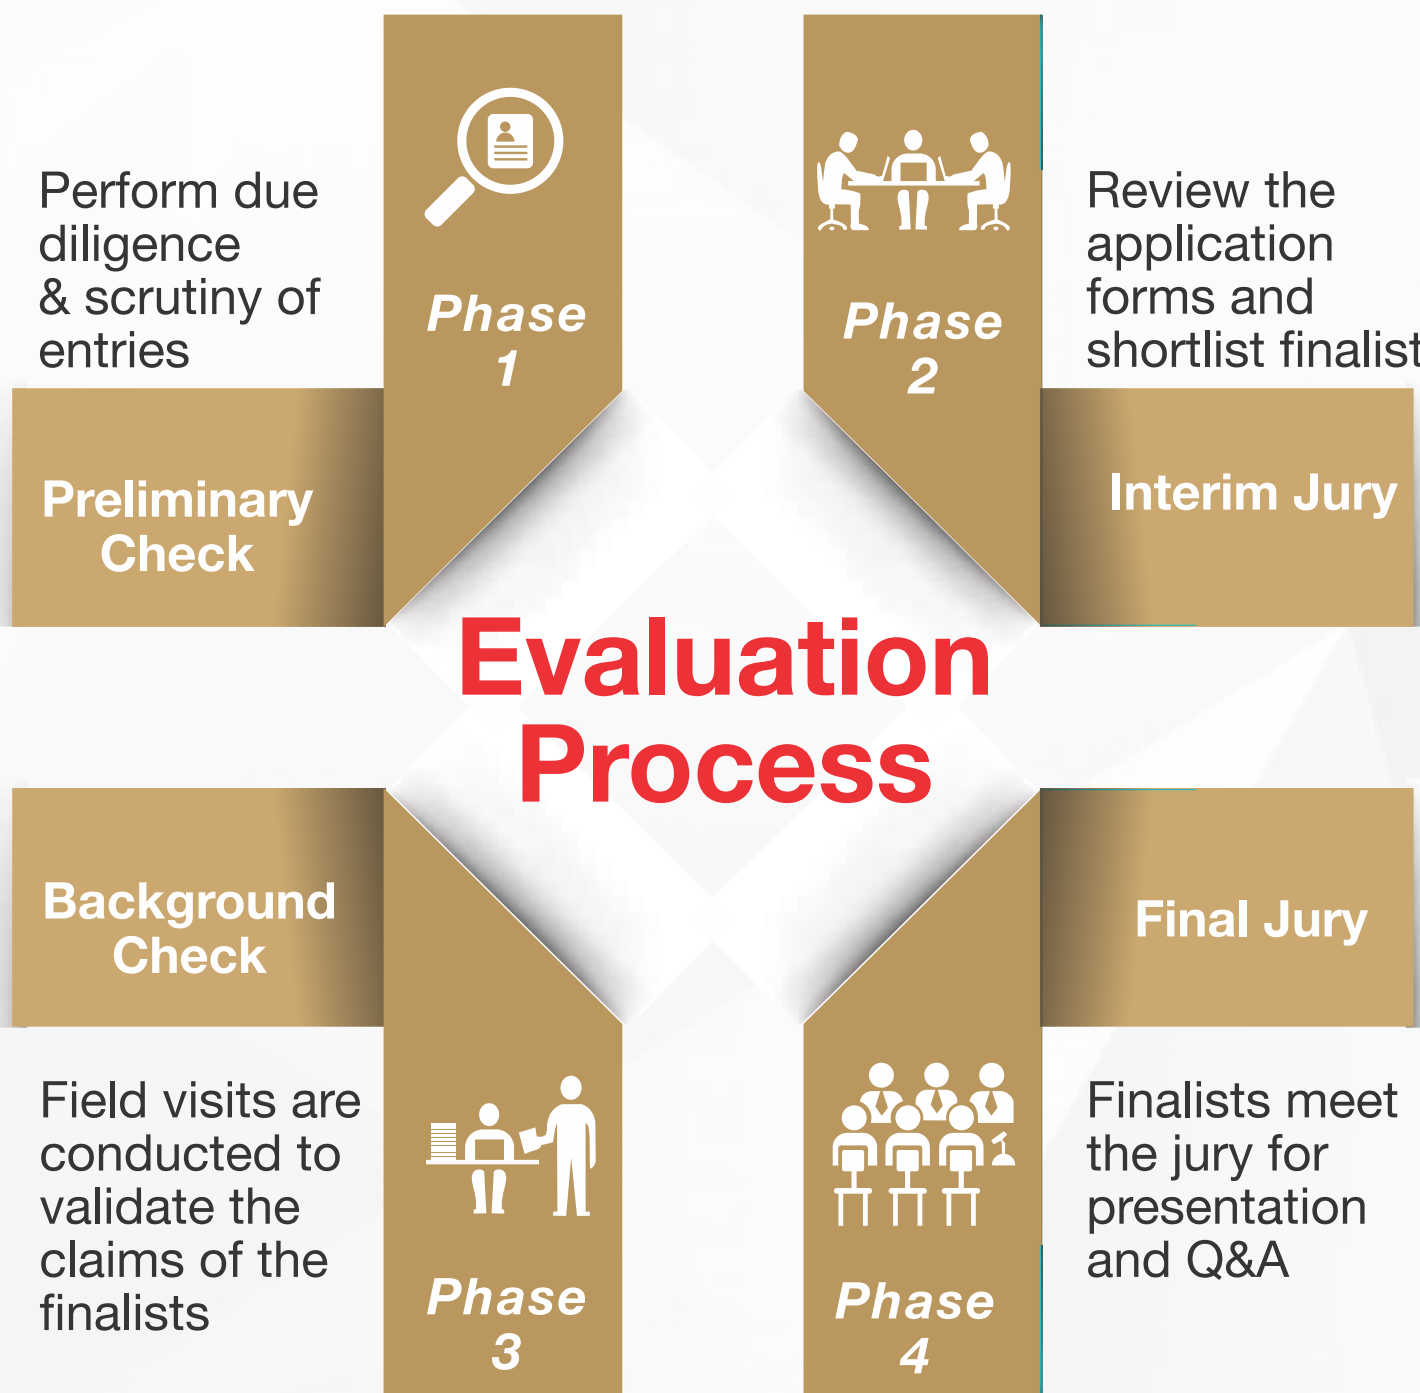 Perform due
diligence
& scrutiny of
entries
Phase
1
Preliminary
Check
Phase
2
Review the
application
forms and
shortlist finalist
Interim Jury
Evaluation
Process
Background
Check
Field visits are
conducted to
validate the
claims of the
finalists
Phase
3
Final Jury
Phase
4
Finalists meet
the jury for
presentation
and Q&A